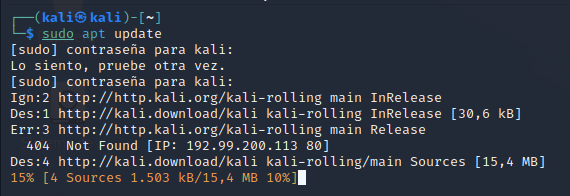 ┌──(kali㉿kali)-[~]
└─$ sudo apt update
[sudo] contraseña para kali:
Lo siento, pruebe otra vez.
[sudo] contraseña para kali:
Ign:2 http://http.kali.org/kali-rolling main InRelease
Des:1 http://kali.download/kali kali-rolling InRelease [30,6 kB]
Err:3 http://http.kali.org/kali-rolling main Release
  404  Not Found [IP: 192.99.200.113 80]
Des:4 http://kali.download/kali kali-rolling/main Sources [15,4 MB]
15% [4 Sources 1.503 kB/15,4 MB 10%]